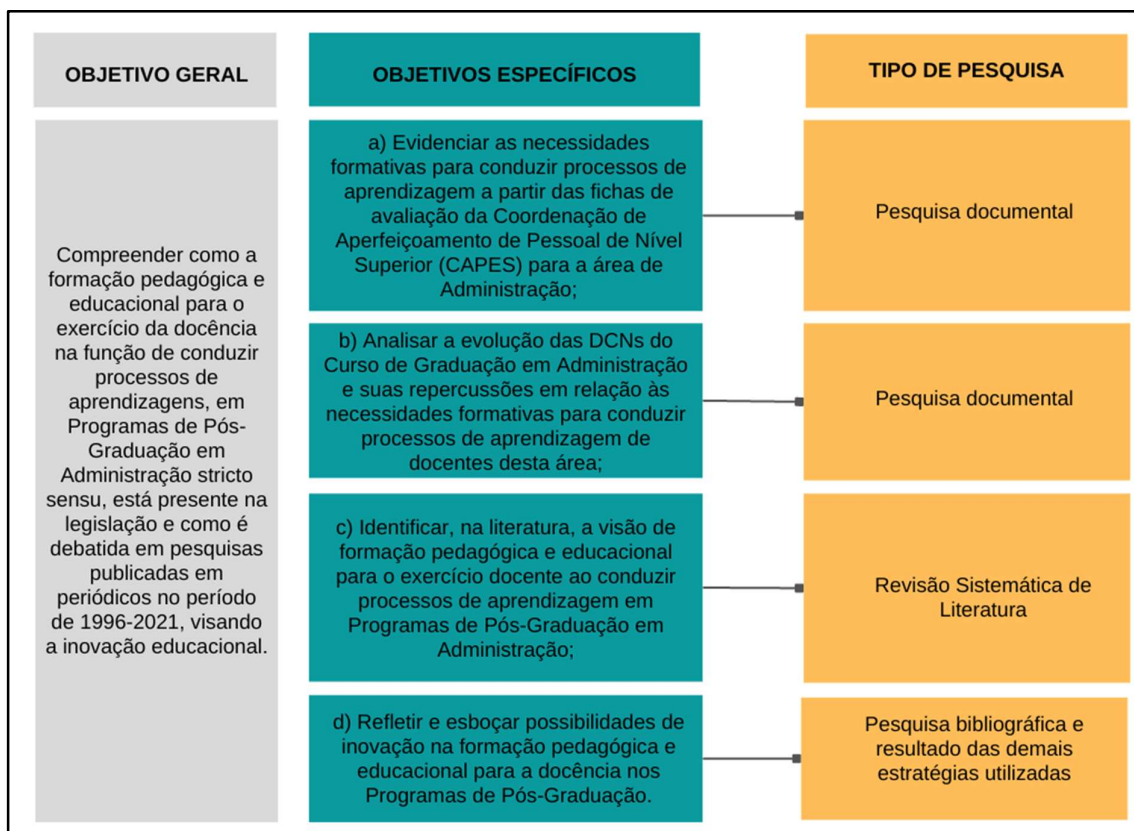 OBJETIVO GERAL
OBJETIVOS ESPECÍFICOS
TIPO DE PESQUISA
Compreender como a
formação pedagógica e
educacional para o
exercício da docência
na função de conduzir
processos de
aprendizagens, em
Programas de Pós-
Graduação em
Administração stricto
sensu, está presente na
legislação e como é
debatida em pesquisas
publicadas em
periódicos no período
de 1996-2021, visando
a inovação educacional.
a) Evidenciar as necessidades
formativas para conduzir processos de
aprendizagem a partir das fichas de
avaliação da Coordenação de
Aperfeiçoamento de Pessoal de Nível
Superior (CAPES) para a área de
Administração;
Pesquisa documental
b) Analisar a evolução das DCNs do
Curso de Graduação em Administração
e suas repercussões em relação às
necessidades formativas para conduzir
processos de aprendizagem de
docentes desta área;
Pesquisa documental
c) Identificar, na literatura, a visão de
formação pedagógica e educacional
para o exercício docente ao conduzir
processos de aprendizagem em
Programas de Pós-Graduação em
Administração;
Revisão Sistemática de
Literatura
d) Refletir e esboçar possibilidades de
inovação na formação pedagógica e
educacional para a docência nos
Programas de Pós-Graduação.
Pesquisa bibliográfica e
resultado das demais
estratégias utilizadas